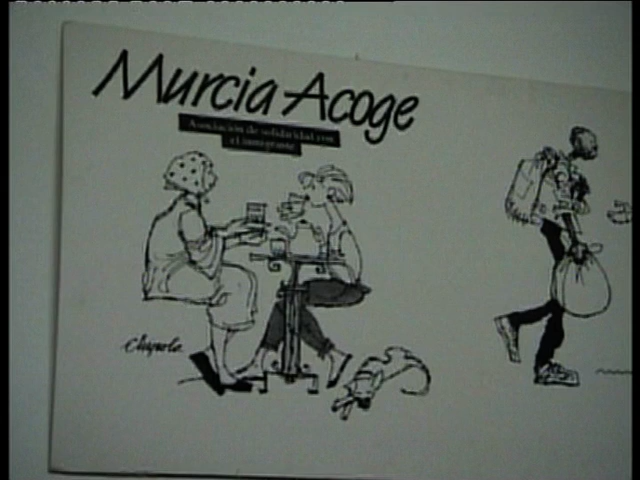 Murcia Acoge
Asociación de solidaridad con
el inmigrante